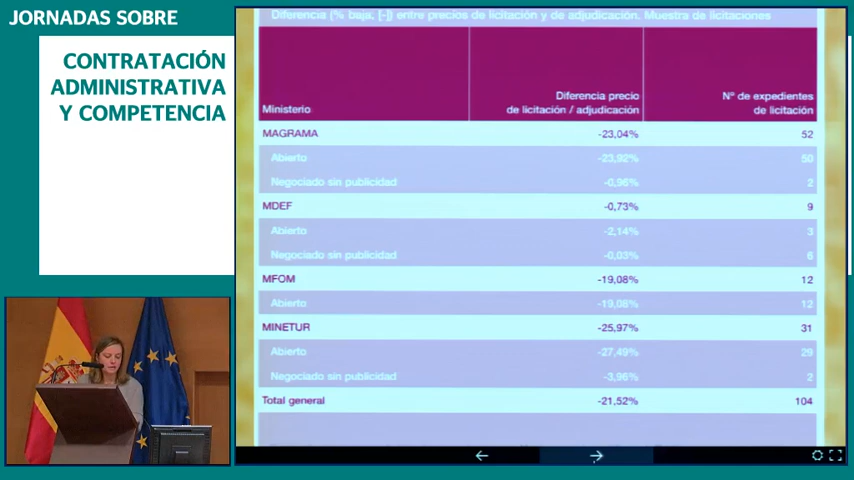 JORNADAS SOBRE
CONTRATACIÓN
ADMINISTRATIVA
Y COMPETENCIA
Diferencia (% baja; [-]) entre precios de licitación y de adjudicación. Muestra de licitaciones
Ministerio Diferencia precio de licitación / adjudicación Nº de expedientes de licitación
MAGRAMA -23,04% 52
Abierto -23,92% 50
Negociado sin publicidad -0,96% 2
MDEF -0,73% 9
Abierto -2,14% 3
Negociado sin publicidad -0,03% 6
MFOM -19,08% 12
Abierto -19,08% 12
MINETUR -25,97% 31
Abierto -27,49% 29
Negociado sin publicidad -3,96% 2
Total general -21,52% 104